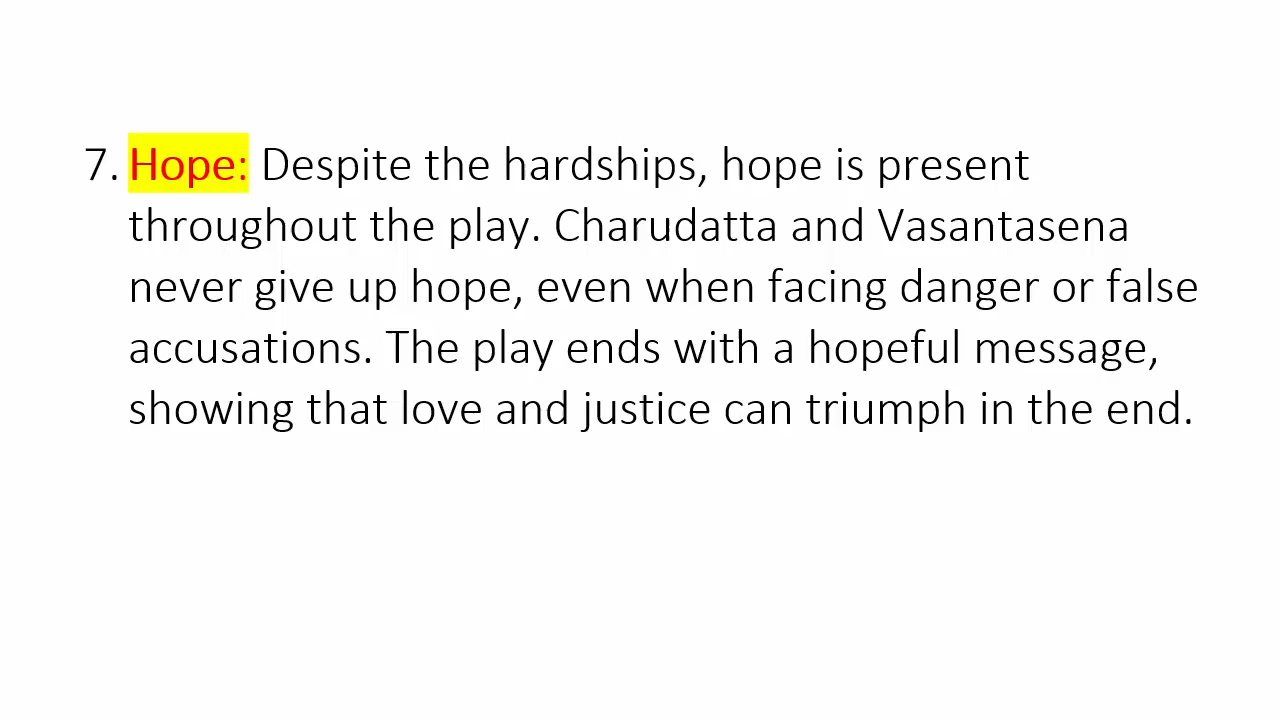 7. Hope: Despite the hardships, hope is present
throughout the play. Charudatta and Vasantasena
never give up hope, even when facing danger or false
accusations. The play ends with a hopeful message,
showing that love and justice can triumph in the end.